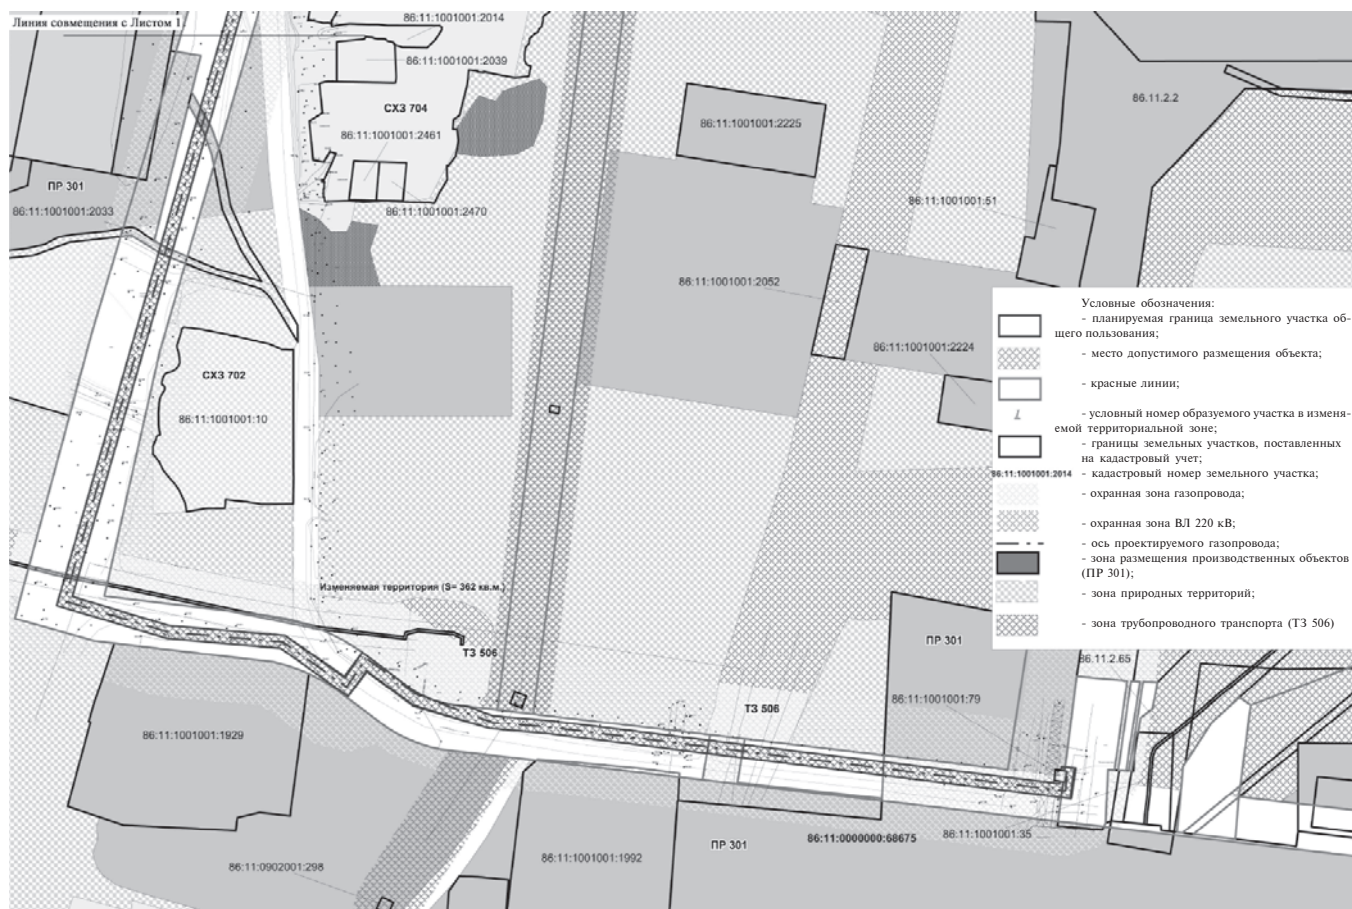 Линия совмещения с Листом 1
86:11:1001001:2014
86:11:1001001:2039
СХЗ 704
86:11:1001001:2461
86:11:1001001:2470
ПР 301
86:11:1001001:2033
86:11:1001001:2225
86.11.2.2
86:11:1001001:51
86:11:1001001:2052
86:11:1001001:2224
СХЗ 702
86:11:1001001:10
Условные обозначения:
- планируемая граница земельного участка об-
щего пользования;
- место допустимого размещения объекта;
- красные линии;
- условный номер образуемого участка в изменя-
емой территориальной зоне;
- границы земельных участков, поставленных
на кадастровый учет;
86:11:1001001:2014 - кадастровый номер земельного участка;
- охранная зона газопровода;
- охранная зона ВЛ 220 кВ;
- ось проектируемого газопровода;
- зона размещения производственных объектов
(ПР 301);
- зона природных территорий;
- зона трубопроводного транспорта (ТЗ 506)
Изменяемая территория (S= 362 кв.м.)
ТЗ 506
ПР 301
86.11.2.65
86:11:1001001:79
ТЗ 506
86:11:1001001:1929
86:11:0000000:68675
86:11:1001001:35
ПР 301
86:11:1001001:1992
86:11:0902001:298